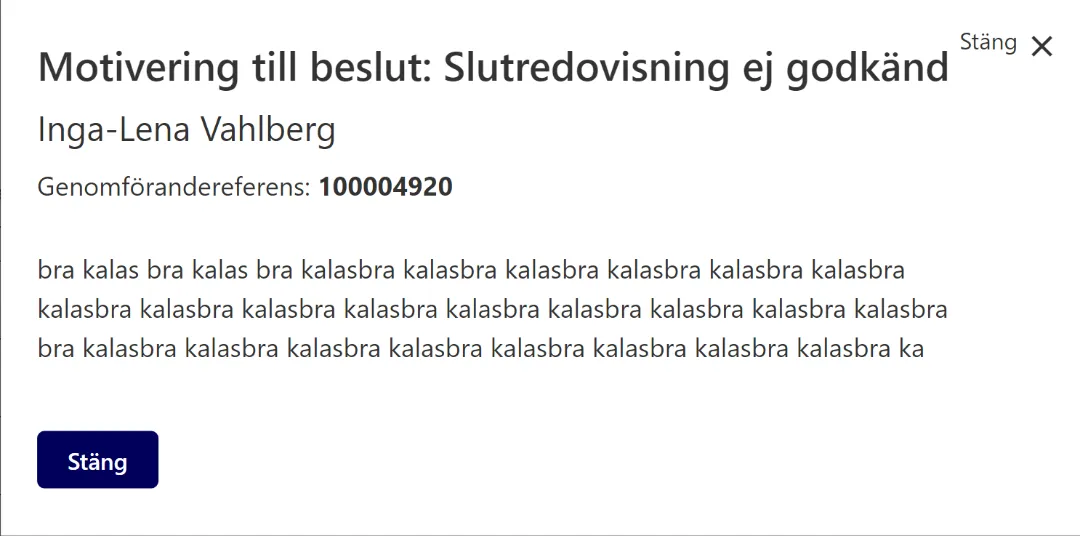 Stäng
Motivering till beslut: Slutredovisning ej godkänd
Inga-Lena Vahlberg
Genomförandereferens: 100004920
bra kalas bra kalas bra kalasbra kalasbra kalasbra kalasbra kalasbra kalasbra
kalasbra kalasbra kalasbra kalasbra kalasbra kalasbra kalasbra kalasbra kalasbra
bra kalasbra kalasbra kalasbra kalasbra kalasbra kalasbra kalasbra kalasbra ka
Stäng